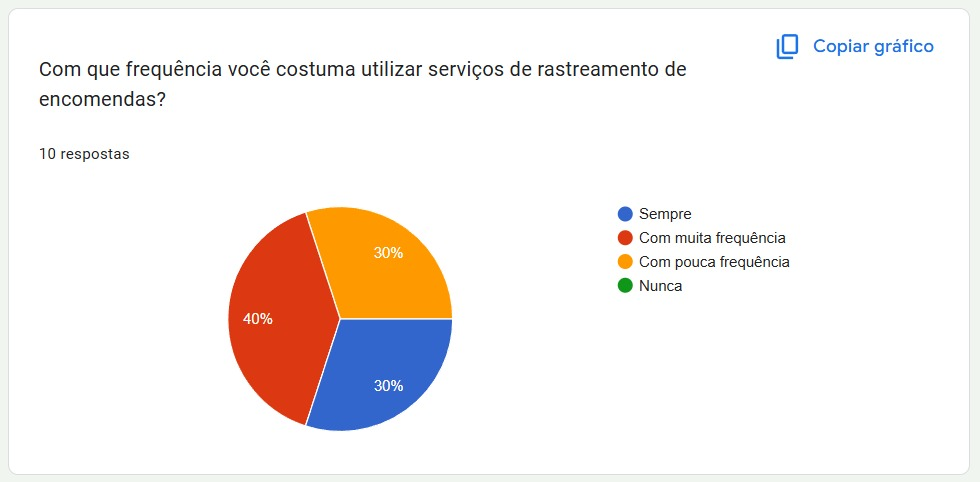 Copiar gráfico
Com que frequência você costuma utilizar serviços de rastreamento de
encomendas?
10 respostas
30%
40%
30%
Sempre
Com muita frequência
Com pouca frequência
Nunca